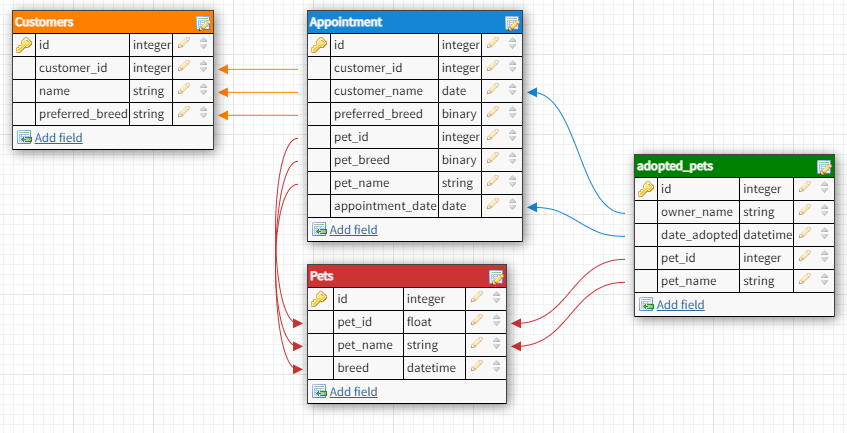 Customers
id integer
customer_id integer
name string
preferred_breed string
Add field
Appointment
id integer
customer_id integer
customer_name date
preferred_breed binary
pet_id integer
pet_breed binary
pet_name string
appointment_date date
Add field
adopted_pets
id integer
owner_name string
date_adopted datetime
pet_id integer
pet_name string
Add field
Pets
id integer
pet_id float
pet_name string
breed datetime
Add field